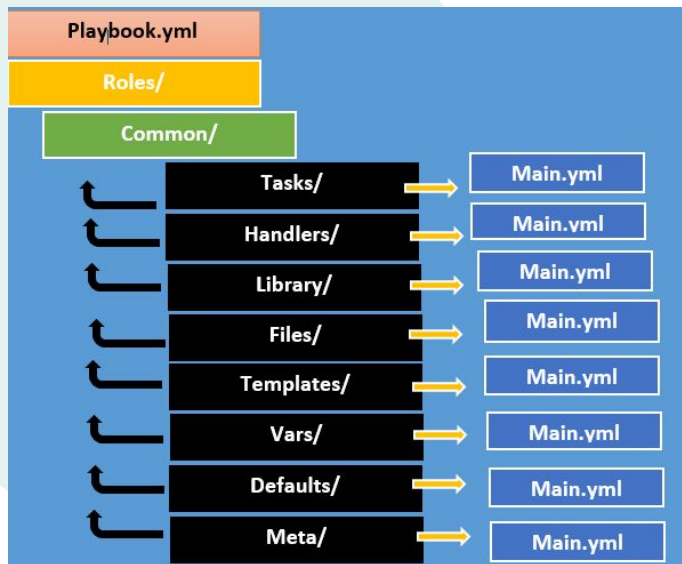 Playbook.yml
Roles/
Common/
Tasks/ Main.yml
Handlers/ Main.yml
Library/ Main.yml
Files/ Main.yml
Templates/ Main.yml
Vars/ Main.yml
Defaults/ Main.yml
Meta/ Main.yml